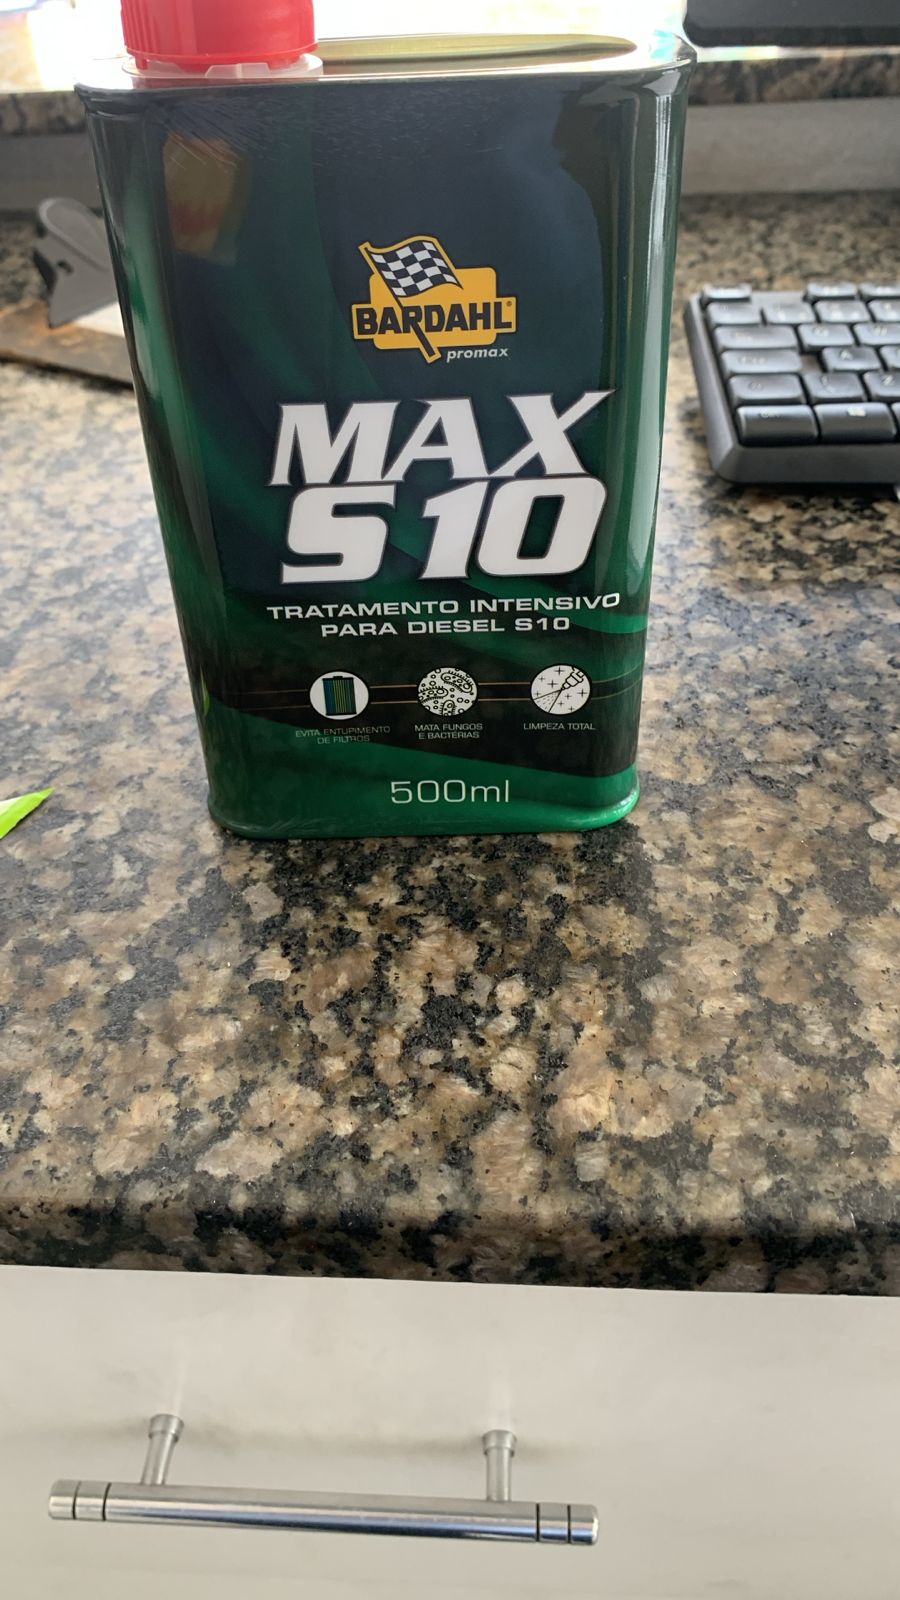 BARDAHL®
promax
MAX
S10
TRATAMENTO INTENSIVO
PARA DIESEL S10
EVITA ENTUPIMENTO
DE FILTROS
MATA FUNGOS
E BACTÉRIAS
LIMPEZA TOTAL
500ml